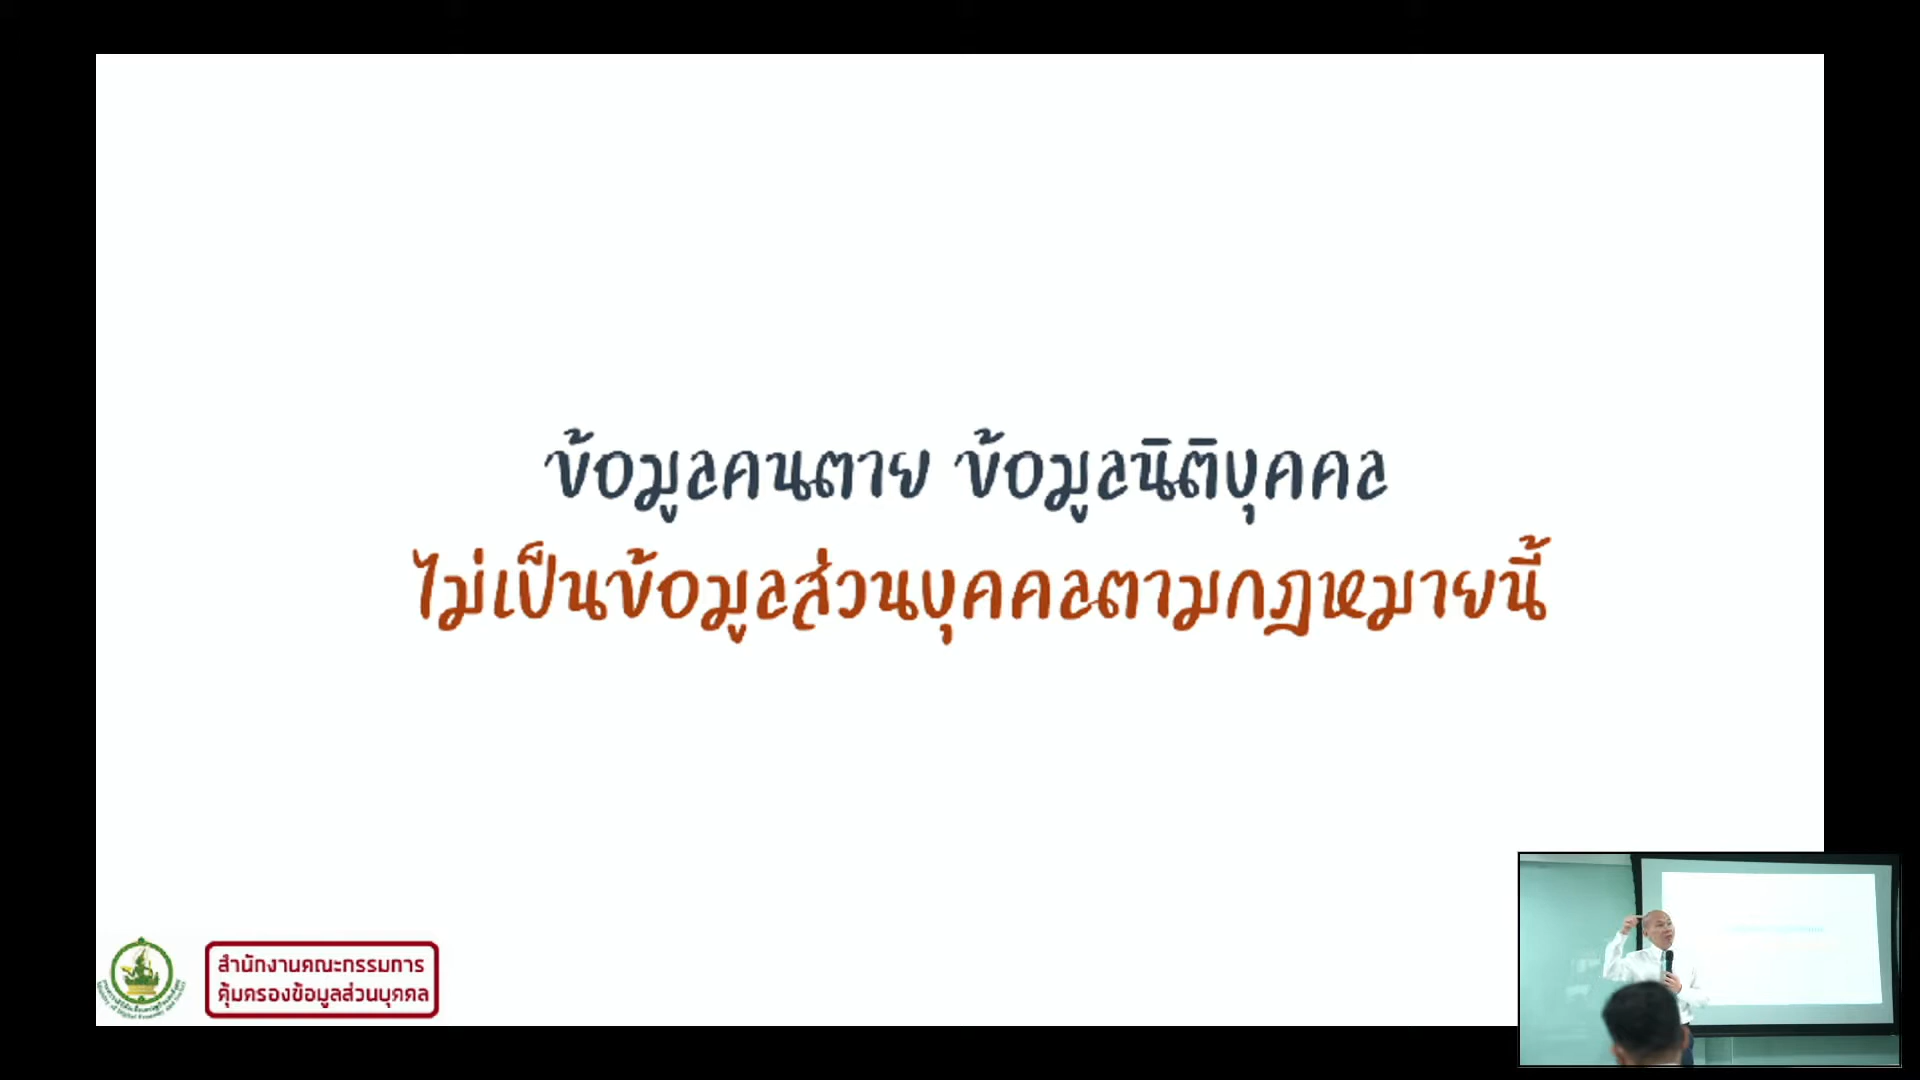 ข้อมูลคนตาย ข้อมูลนิติบุคคล
ไม่เป็นข้อมูลส่วนบุคคลตามกฎหมายนี้
สำนักงานคณะกรรมการ
คุ้มครองข้อมูลส่วนบุคคล